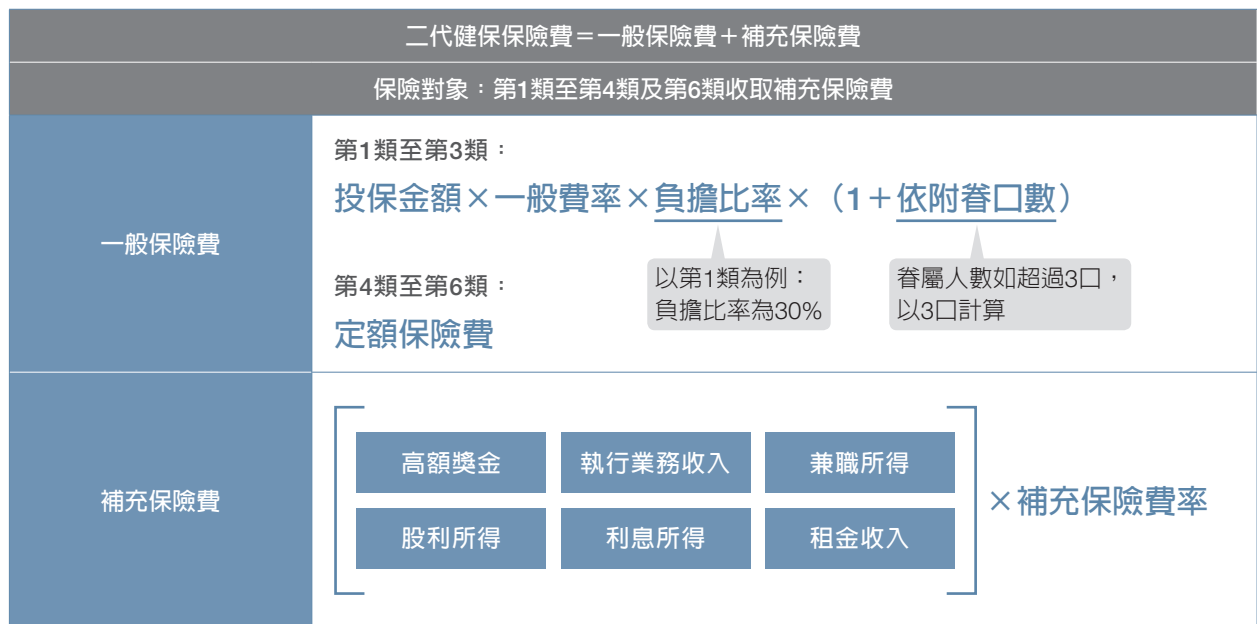 二代健保保險費＝一般保險費＋補充保險費
保險對象：第1類至第4類及第6類收取補充保險費
一般保險費
第1類至第3類：
投保金額×一般費率×負擔比率×（1＋依附眷口數）
以第1類為例：
負擔比率為30%
眷屬人數如超過3口，
以3口計算
第4類至第6類：
定額保險費
補充保險費
高額獎金
執行業務收入
兼職所得
股利所得
利息所得
租金收入
×補充保險費率